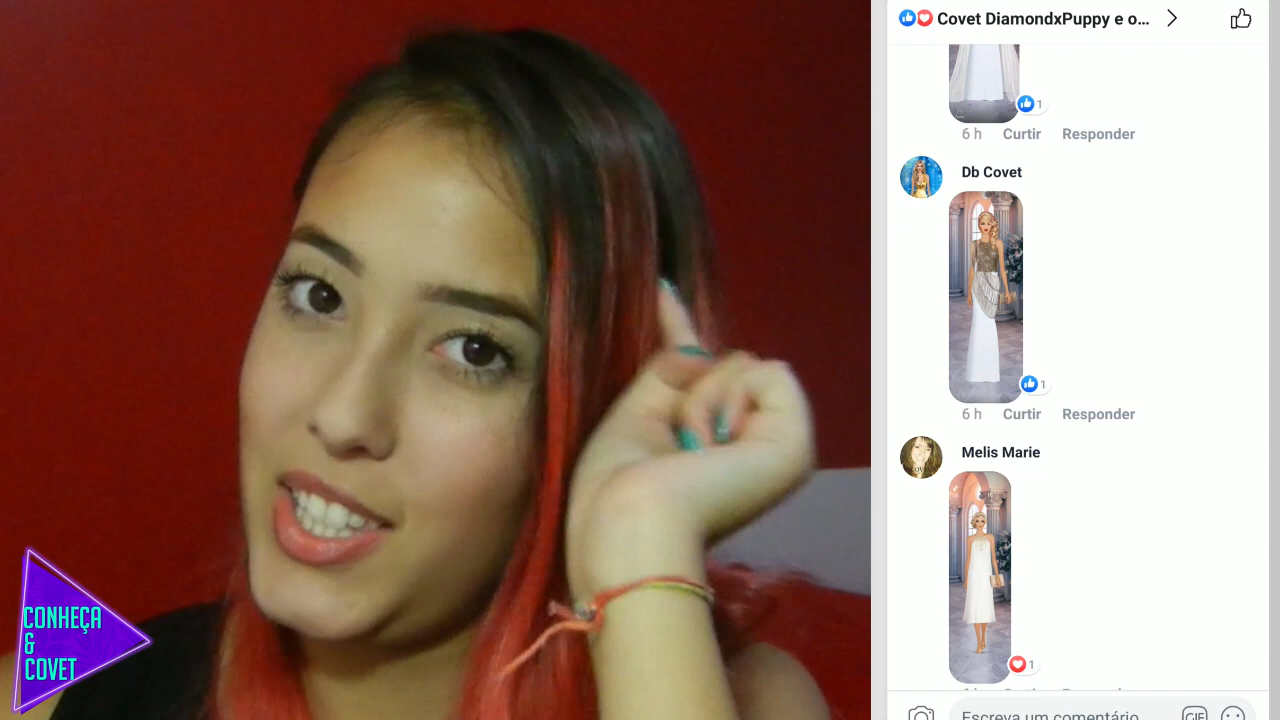 CONHEÇA
&
COVET
Covet DiamondxPuppy e o...
1
6 h Curtir Responder
Db Covet
1
6 h Curtir Responder
Melis Marie
1
Escreva um comentário
GIF